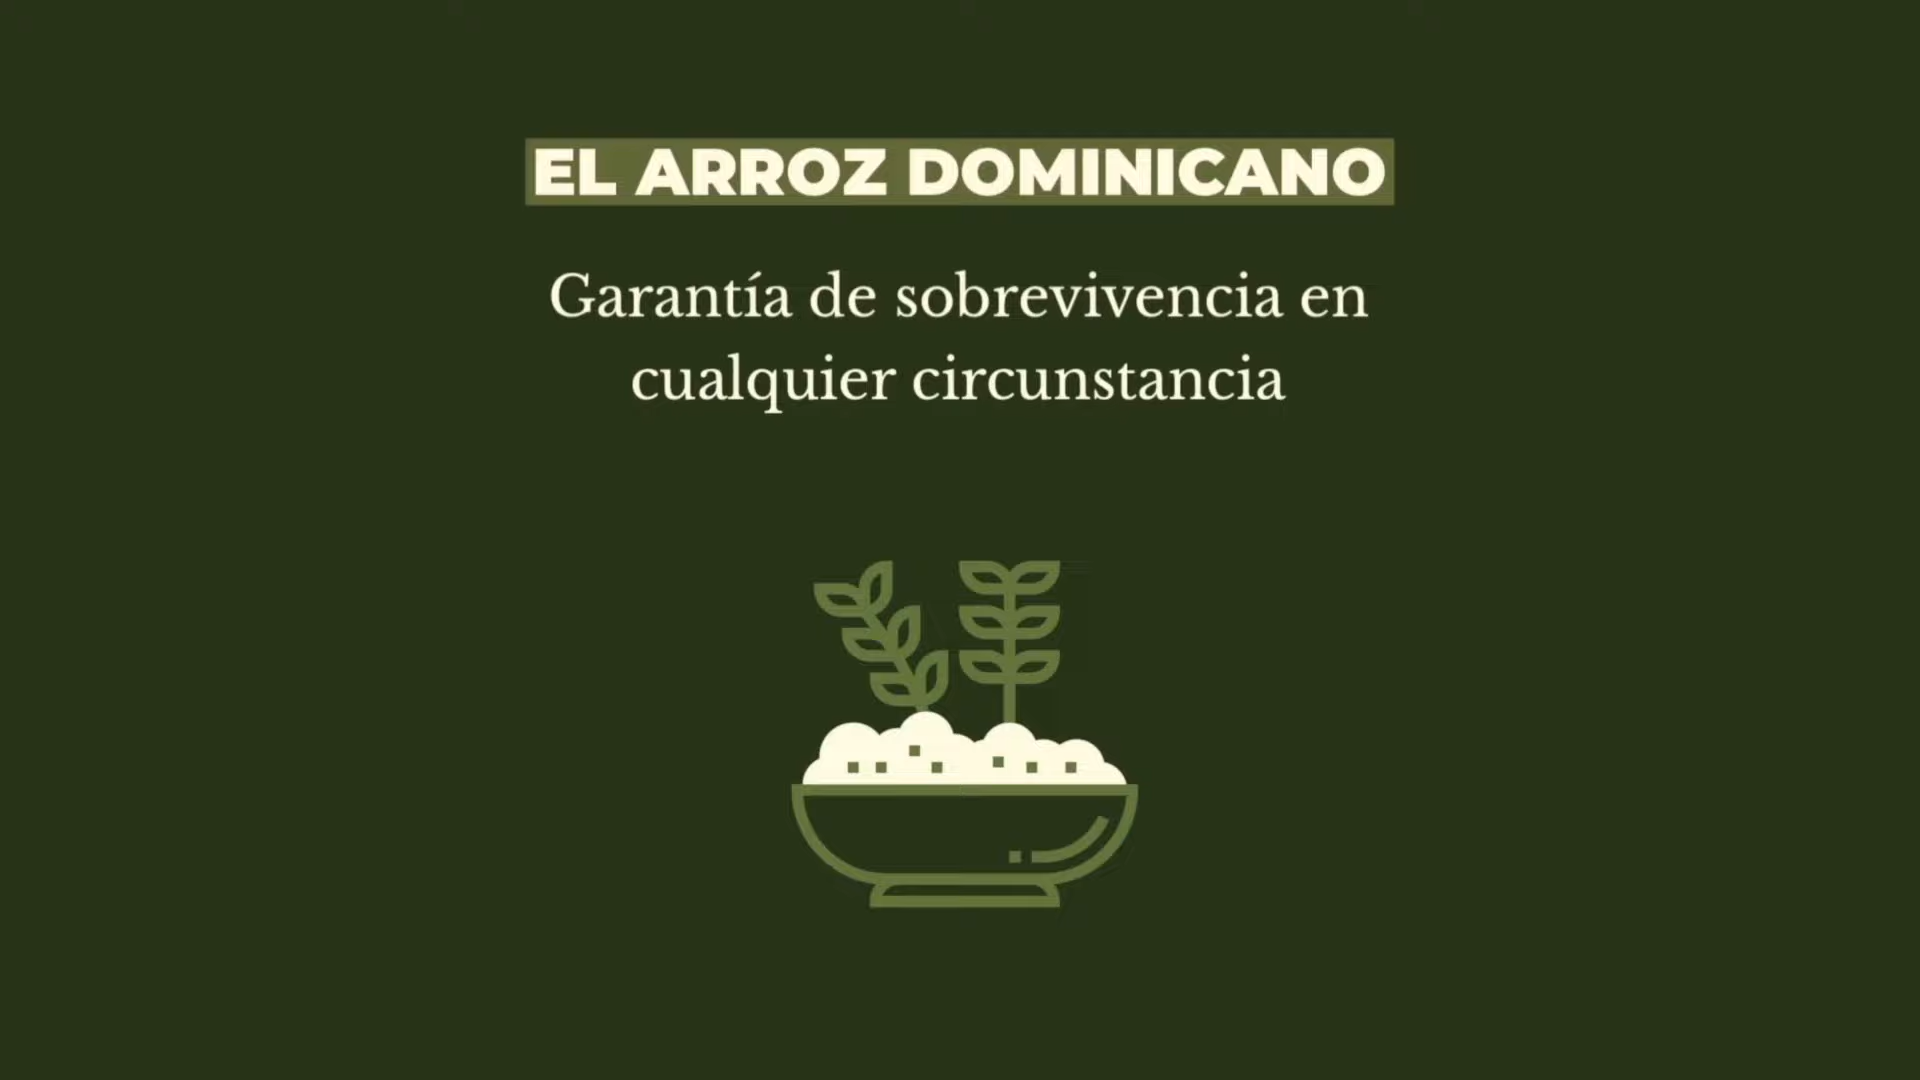 EL ARROZ DOMINICANO
Garantía de sobrevivencia en
cualquier circunstancia